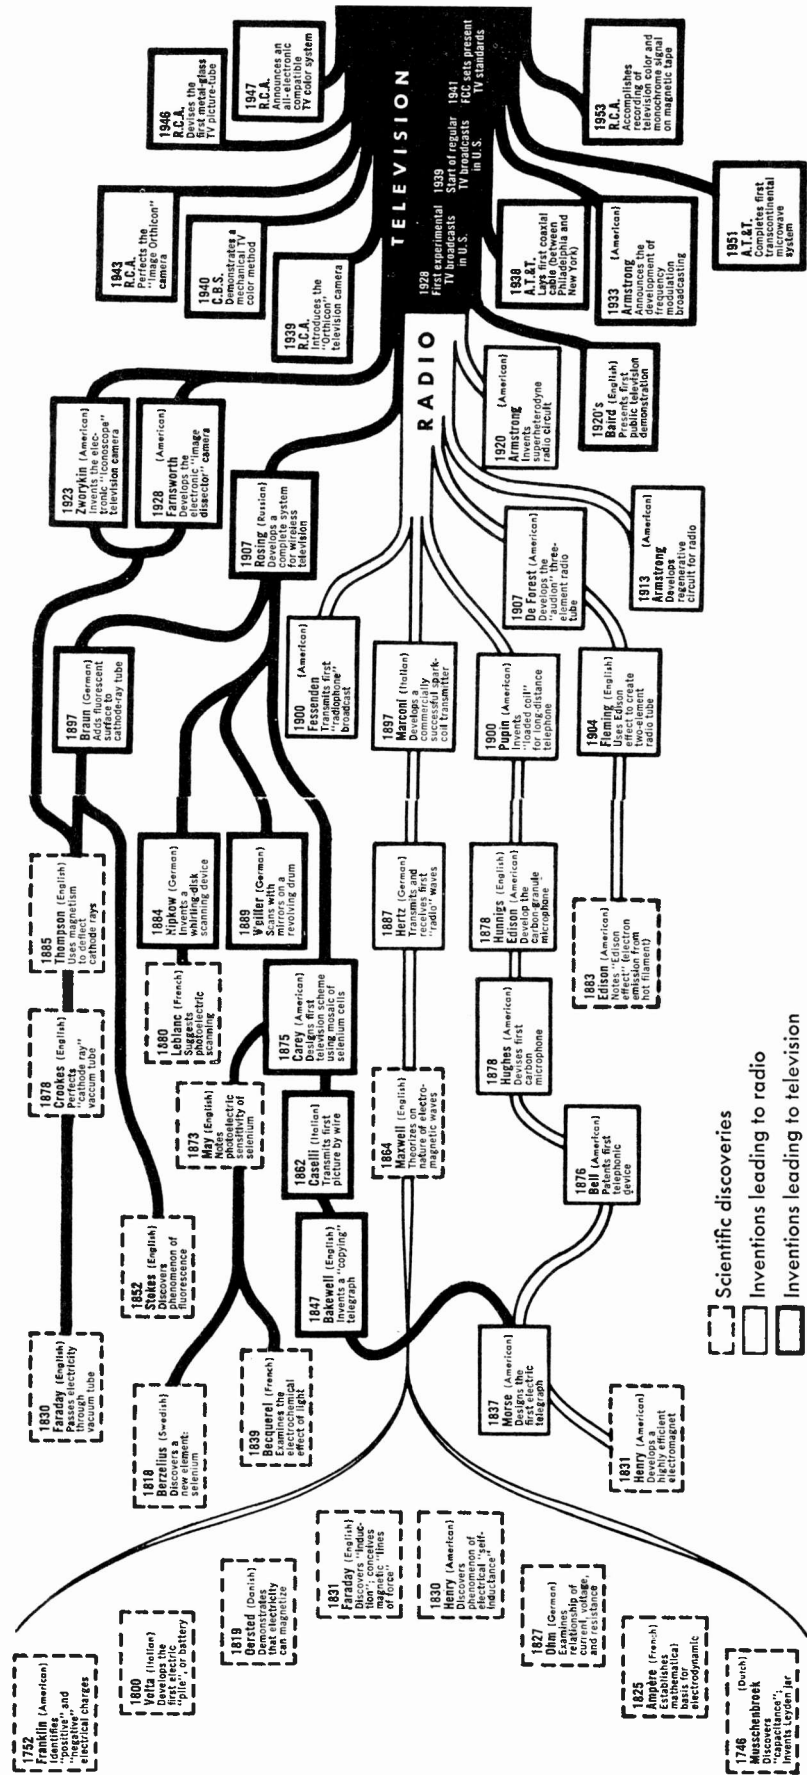 1752
Franklin (American)
Identifies
"positive" and
"negative"
electrical charges
1800
Volta (Italian)
Develops the
first electric
"pile", or battery
1819
Oersted (Danish)
Demonstrates
that electricity
can magnetize
1831
Faraday (English)
Discovers "induc-
tion"; conceives
magnetic "lines
of force"
1830
Henry (American)
Discovers
phenomenon of
electrical "self-
inductance"
1827
Ohm (German)
Examines
relationship of
current, voltage,
and resistance
1825
Ampère (French)
Establishes
mathematical
basis for
electrodynamic
1746
Musschenbroek
(Dutch)
Discovers
"capacitance";
Invents Leyden jar
1830
Faraday (English)
Passes electricity
through
vacuum tube
1818
Berzelius (Swedish)
Discovers a
new element:
selenium
1839
Becquerel (French)
Examines the
electrochemical
effect of light
1837
Morse (American)
Designs the
first electric
telegraph
1831
Henry (American)
Develops a
highly efficient
electromagnet
1852
Stokes (English)
Discovers
phenomenon of
fluorescence
1847
Bakewell (English)
Invents a "copying"
telegraph
1878
Crookes (English)
Perfects
"cathode ray"
vaccum tube
1873
May (English)
Notes
photoelectric
sensitivity of
selenium
1862
Caselli (Italian)
Transmits first
picture by wire
1864
Maxwell (English)
Theorizes on
nature of electro-
magnetic waves
1876
Bell (American)
Patents first
telephonic
device
1885
Thompson (English)
Uses magnetism
to deflect
cathode rays
1880
Leblanc (French)
Suggests
photoelectric
scanning
1875
Carey (American)
Designs first
television scheme
using mosaic of
selenium cells
1878
Hughes (American)
Devises first
carbon
microphone
1884
Nipkow (German)
Invents a
whirling-disk
scanning device
1889
Weiller (German)
Scans with
mirrors on a
revolving drum
1887
Hertz (German)
Transmits and
receives first
"radio" waves
1878
Hunnigs (English)
Edison (American)
Develop the
carbon-granule
microphone
1883
Edison (American)
Notes "Edison
effect" (electron
emission from
hot filament)
1897
Braun (German)
Adds fluorescent
surface to
cathode-ray tube
1900
(American)
Fessenden
Transmits first
"radiophone"
broadcast
1897
Marconi (Italian)
Develops a
commercially
successful spark-
coil transmitter
1900
Pupin (American)
Invents
"loaded coil"
for long-distance
telephone
1904
Fleming (English)
Uses Edison
effect to create
two-element
radio tube
1923
Zworykin (American)
Invents the elec-
tronic "iconoscope"
television camera
1928
(American)
Farnsworth
Develops the
electronic "image
dissector" camera
1907
Rosing (Russian)
Develops a
complete system
for wireless
television
1907
De Forest (American)
Develops the
"audion" three-
element radio
tube
1913
(American)
Armstrong
Develops
regenerative
circuit for radio
RADIO
1920
(American)
Armstrong
Invents
superheterodyne
radio circuit
1920's
Baird (English)
Presents first
public television
demonstration
1943
R.C.A.
Perfects the
"Image Orthicon"
camera
1940
C.B.S.
Demonstrates a
mechanical TV
color method
1939
R.C.A.
Introduces the
"Orthicon"
television camera
1946
R.C.A.
Devises the
first metal-glass
TV picture-tube
1947
R.C.A.
Announces an
all-electronic
compatible
TV color system
TELEVISION
1928
First experimental
TV broadcasts
in U.S.
1939
Start of regular
TV broadcasts
in U.S.
1941
FCC sets present
TV standards
1938
A.T.&T.
Lays first coaxial
cable (between
Philadelphia and
New York)
1933
(American)
Armstrong
Announces the
development of
frequency
modulation
broadcasting
1951
A.T.&T.
Completes first
transcontinental
microwave
system
1953
R.C.A.
Accomplishes
recording of
television color and
monochrome signal
on magnetic tape
Scientific discoveries
Inventions leading to radio
Inventions leading to television